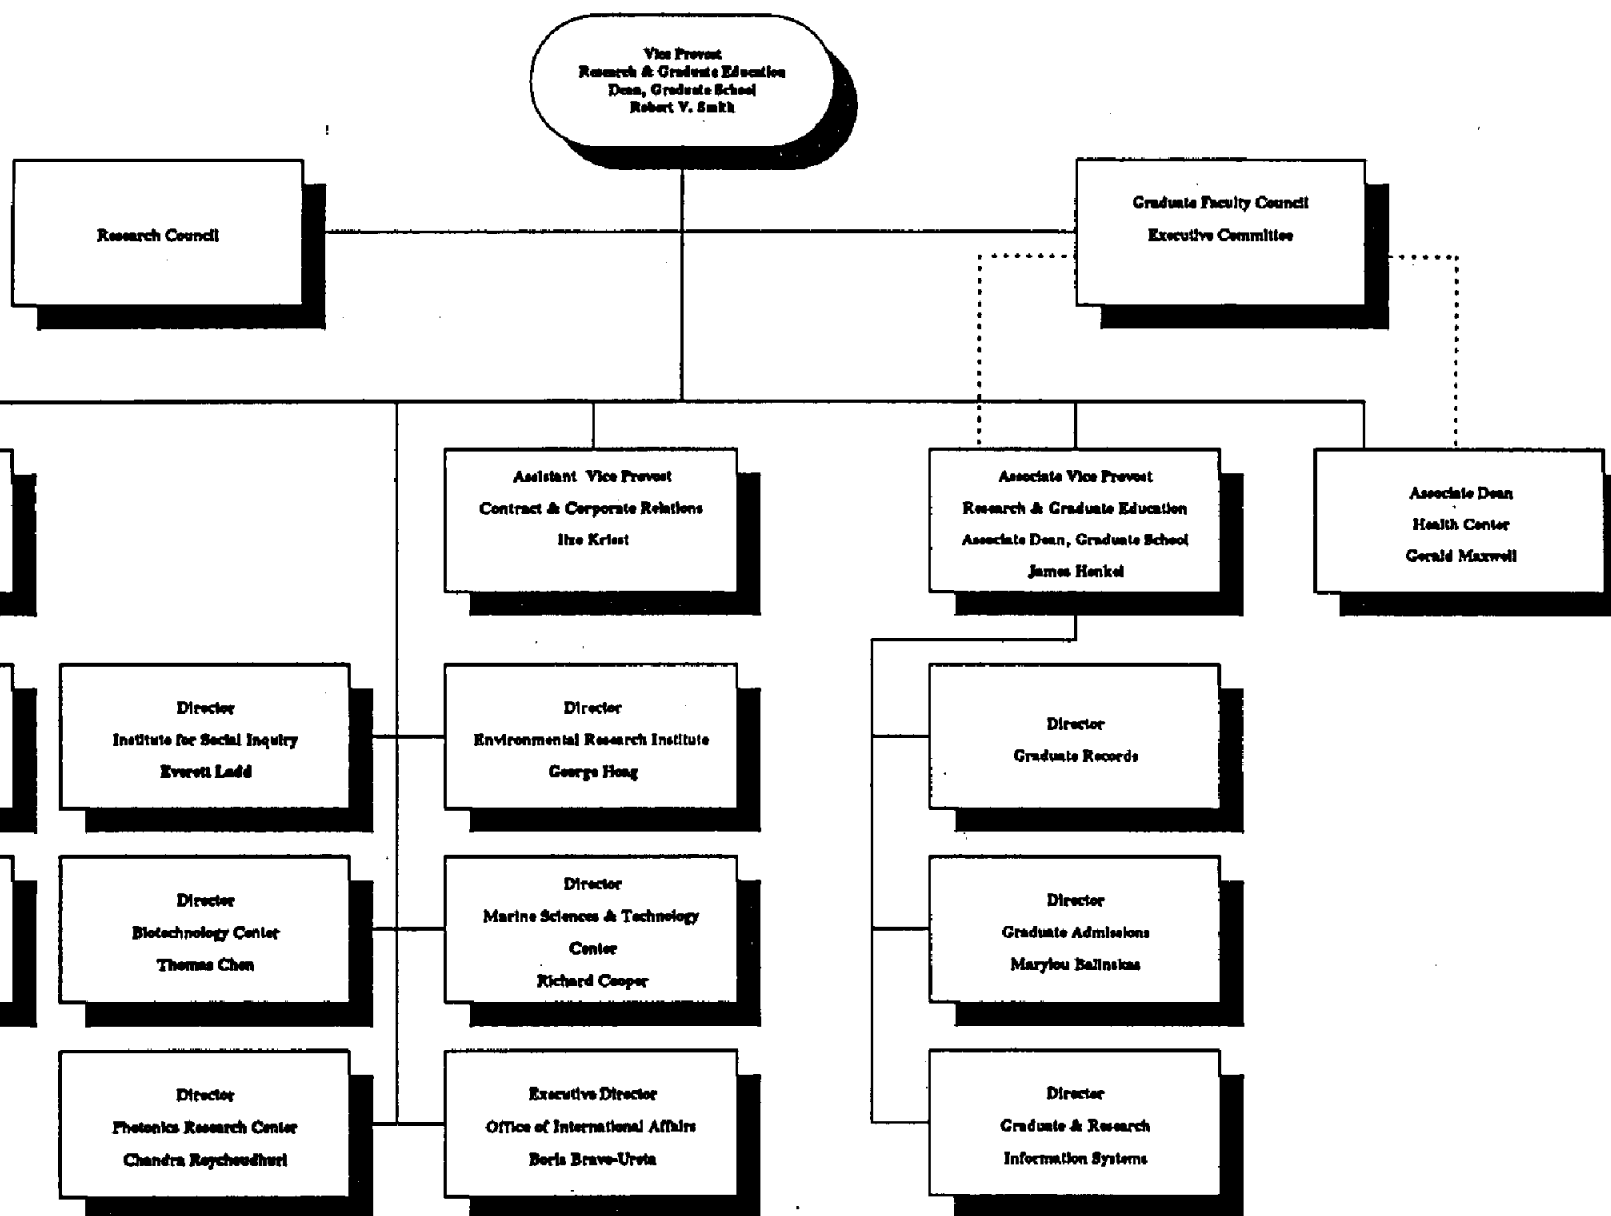 Vice Provost
Research & Graduate Education
Dean, Graduate School
Robert V. Smith
Research Council
Graduate Faculty Council
Executive Committee
Assistant Vice Provost
Contract & Corporate Relations
Ilze Krisst
Associate Vice Provost
Research & Graduate Education
Associate Dean, Graduate School
James Henkel
Associate Dean
Health Center
Gerald Maxwell
Director
Institute for Social Inquiry
Everett Ladd
Director
Environmental Research Institute
George Hoag
Director
Graduate Records
Director
Biotechnology Center
Thomas Chen
Director
Marine Sciences & Technology
Center
Richard Cooper
Director
Graduate Admissions
Marylou Balinskas
Director
Photonics Research Center
Chandra Roychoudhuri
Executive Director
Office of International Affairs
Boris Bravo-Ureta
Director
Graduate & Research
Information Systems